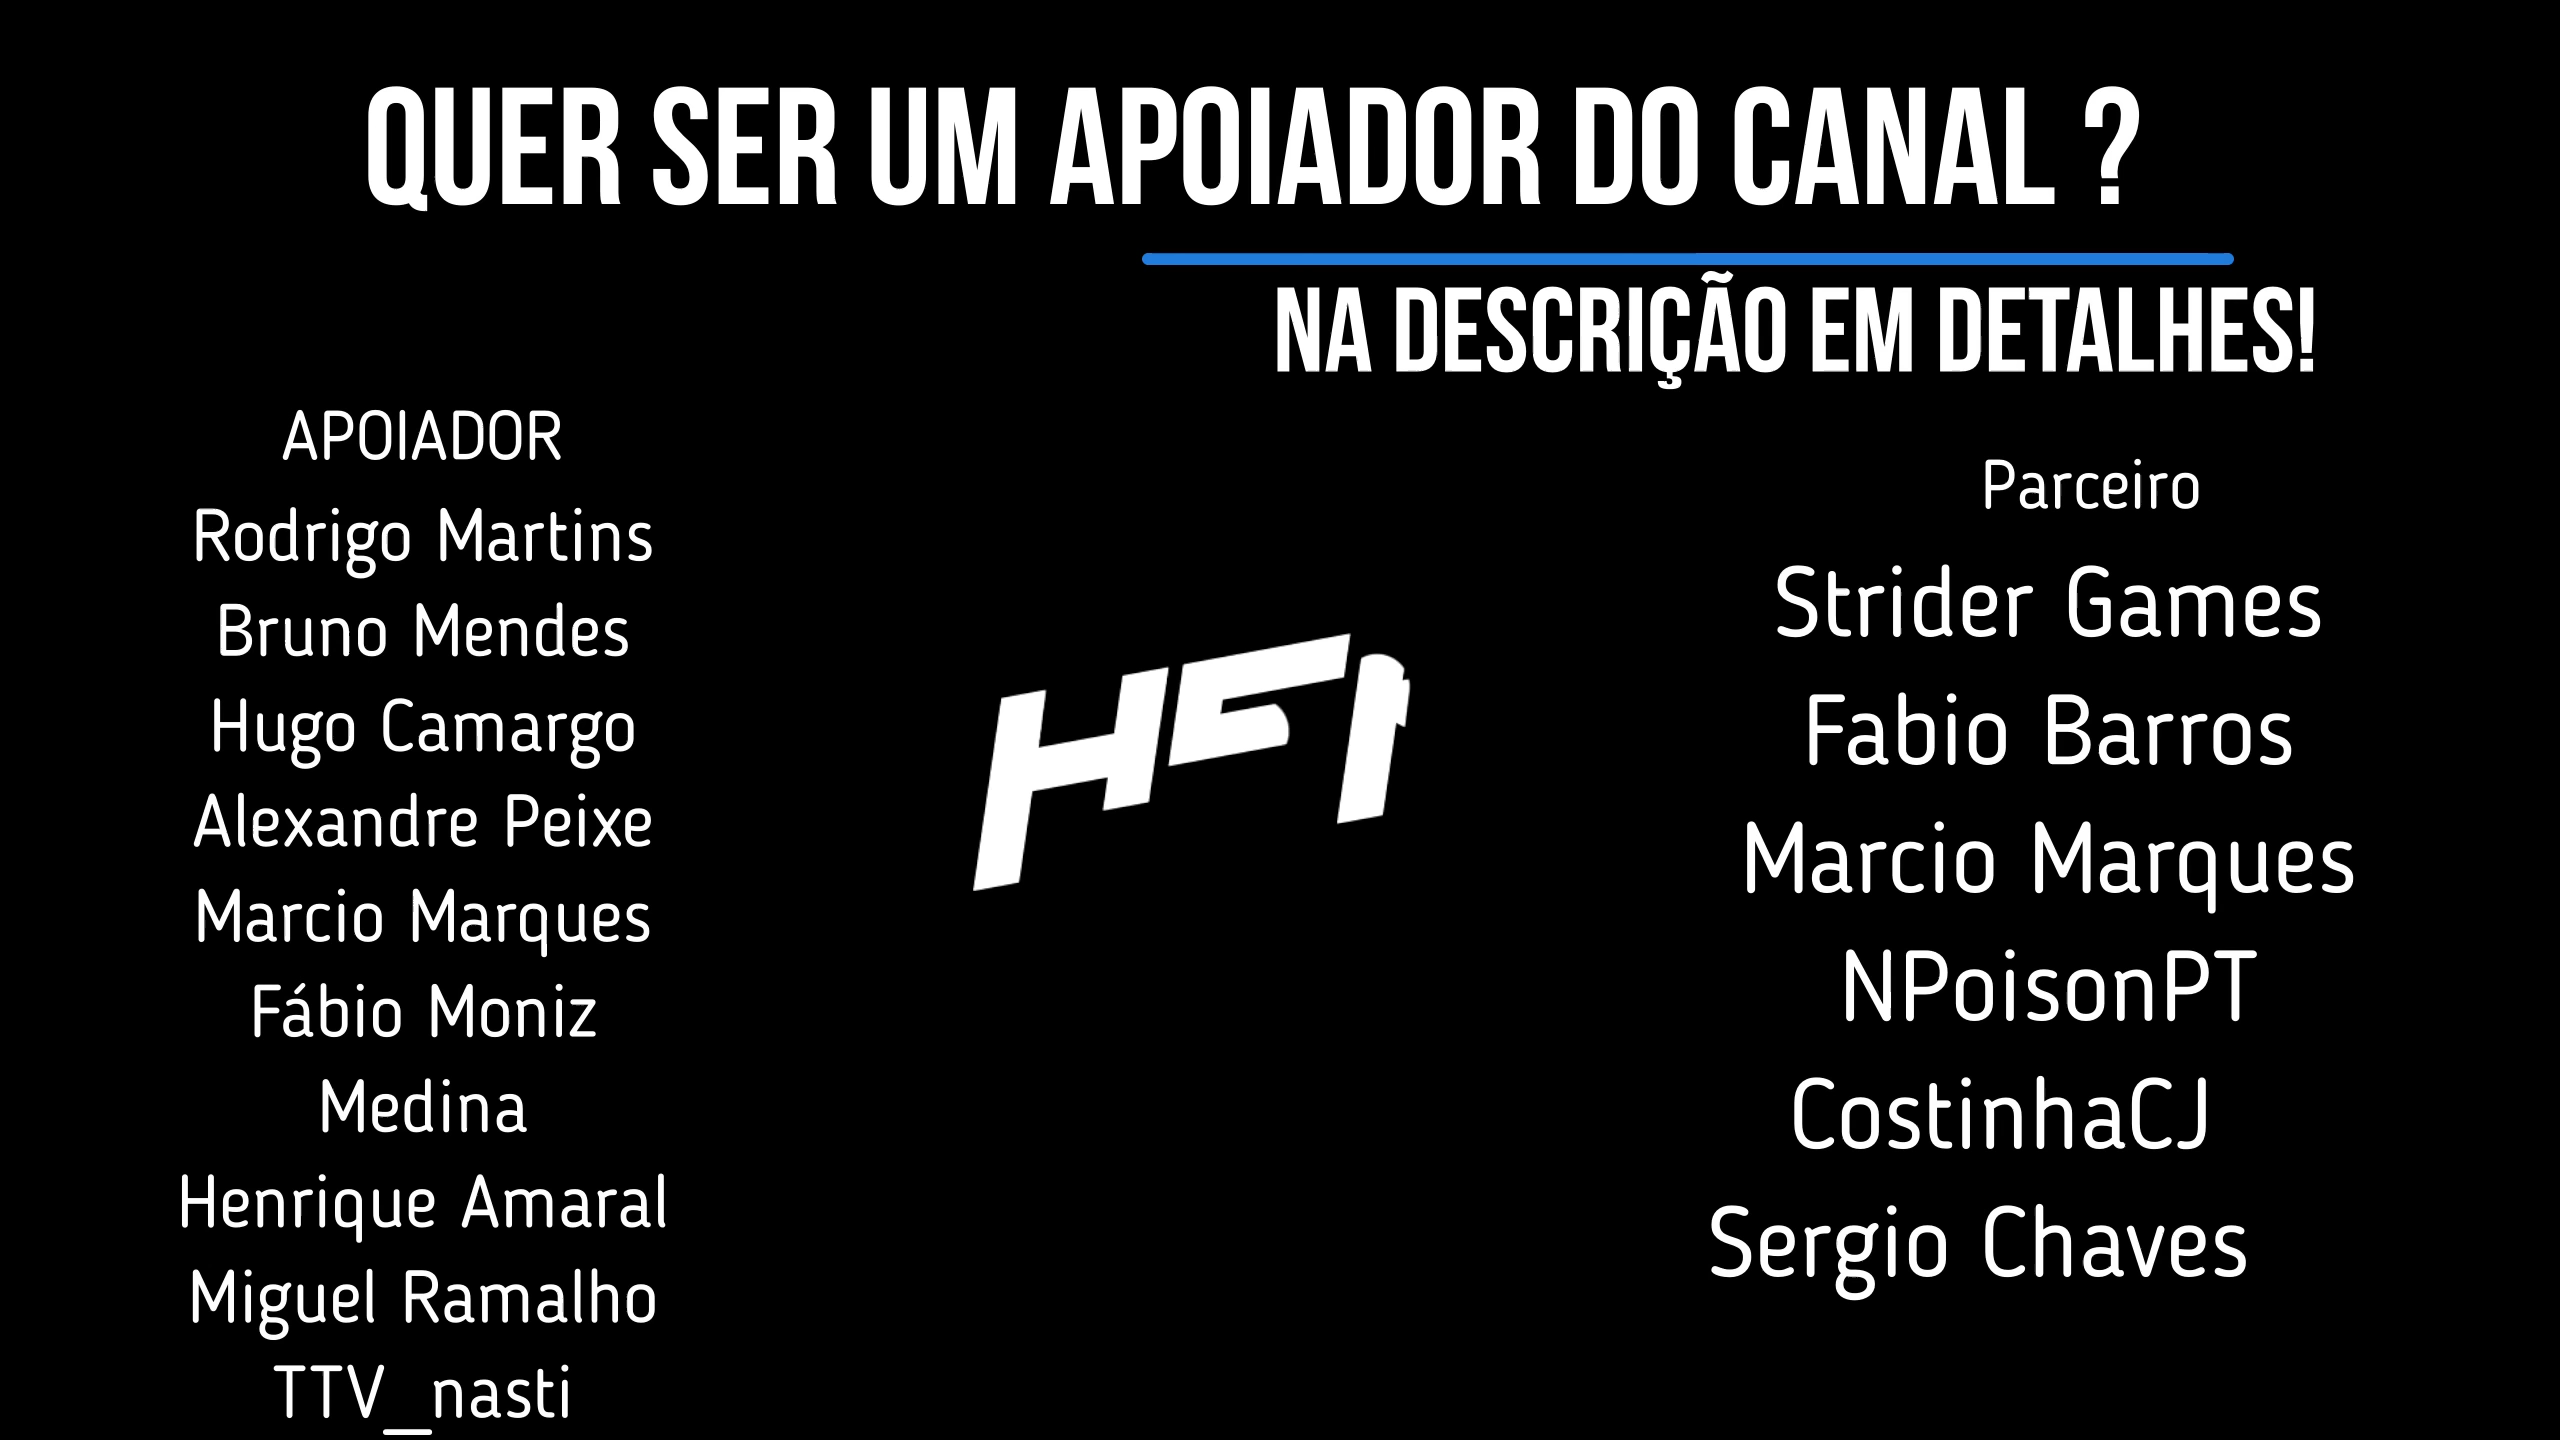 QUER SER UM APOIADOR DO CANAL ?
NA DESCRIÇÃO EM DETALHES!
APOIADOR
Rodrigo Martins
Bruno Mendes
Hugo Camargo
Alexandre Peixe
Marcio Marques
Fábio Moniz
Medina
Henrique Amaral
Miguel Ramalho
TTV_nasti
Parceiro
Strider Games
Fabio Barros
Marcio Marques
NPoisonPT
CostinhaCJ
Sergio Chaves